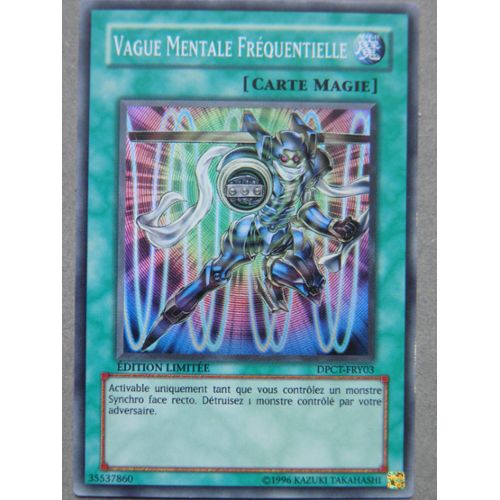 VAGUE MENTALE FRÉQUENTIELLE
[CARTE MAGIE]
ÉDITION LIMITÉE DPCT-FRY03
Activable uniquement tant que vous contrôlez un monstre
Synchro face recto. Détruisez 1 monstre contrôlé par votre
adversaire.
35537860 ©1996 KAZUKI TAKAHASHI